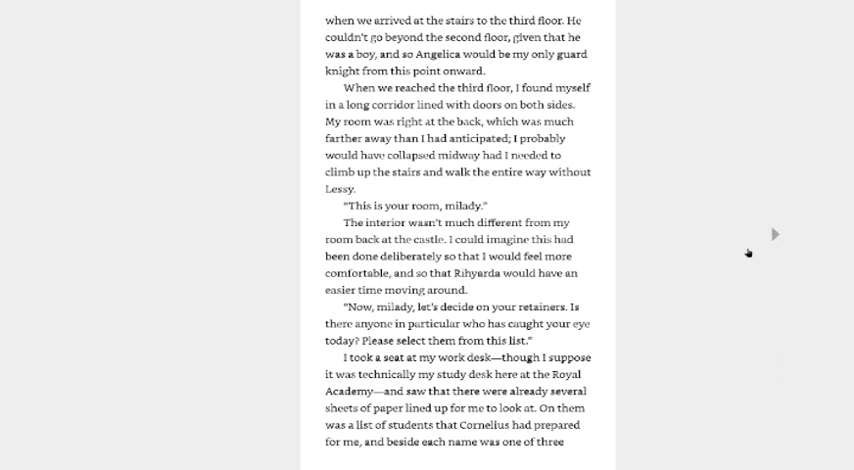 when we arrived at the stairs to the third floor. He
couldn't go beyond the second floor, given that he
was a boy, and so Angelica would be my only guard
knight from this point onward.
When we reached the third floor, I found myself
in a long corridor lined with doors on both sides.
My room was right at the back, which was much
farther away than I had anticipated; I probably
would have collapsed midway had I needed to
climb up the stairs and walk the entire way without
Lessy.
“This is your room, milady.”
The interior wasn't much different from my
room back at the castle. I could imagine this had
been done deliberately so that I would feel more
comfortable, and so that Rihyarda would have an
easier time moving around.
“Now, milady, let's decide on your retainers. Is
there anyone in particular who has caught your eye
today? Please select them from this list.”
I took a seat at my work desk—though I suppose
it was technically my study desk here at the Royal
Academy—and saw that there were already several
sheets of paper lined up for me to look at. On them
was a list of students that Cornelius had prepared
for me, and beside each name was one of three